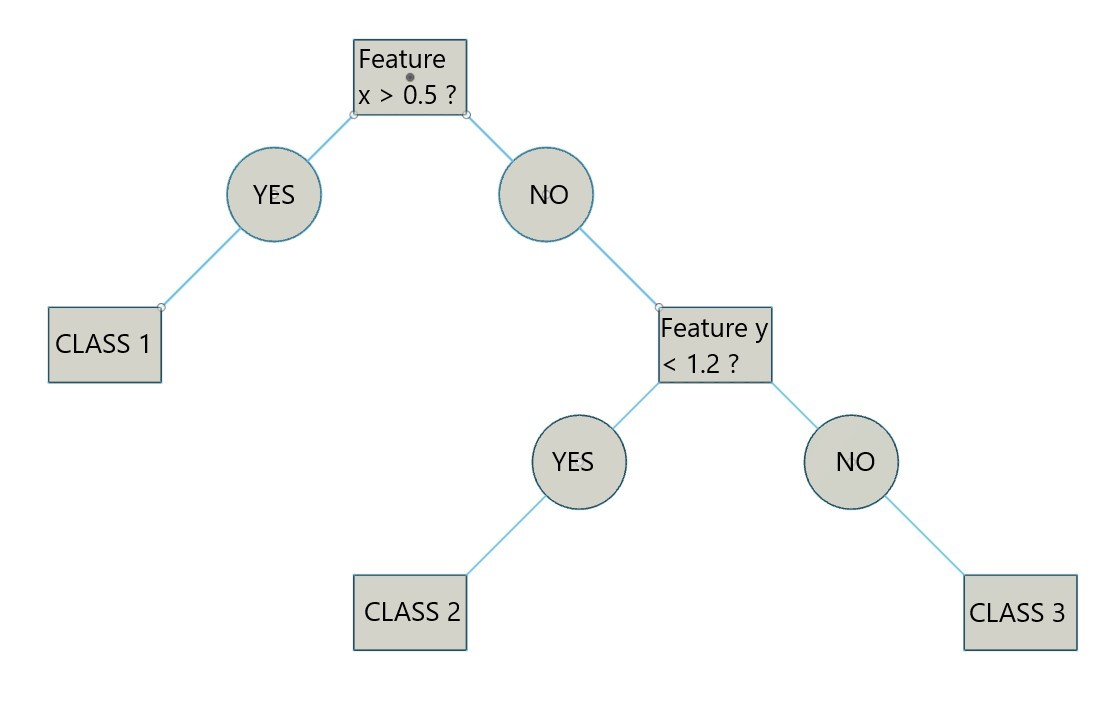 Feature
x > 0.5 ?
YES
NO
CLASS 1
Feature y
< 1.2 ?
YES
NO
CLASS 2
CLASS 3